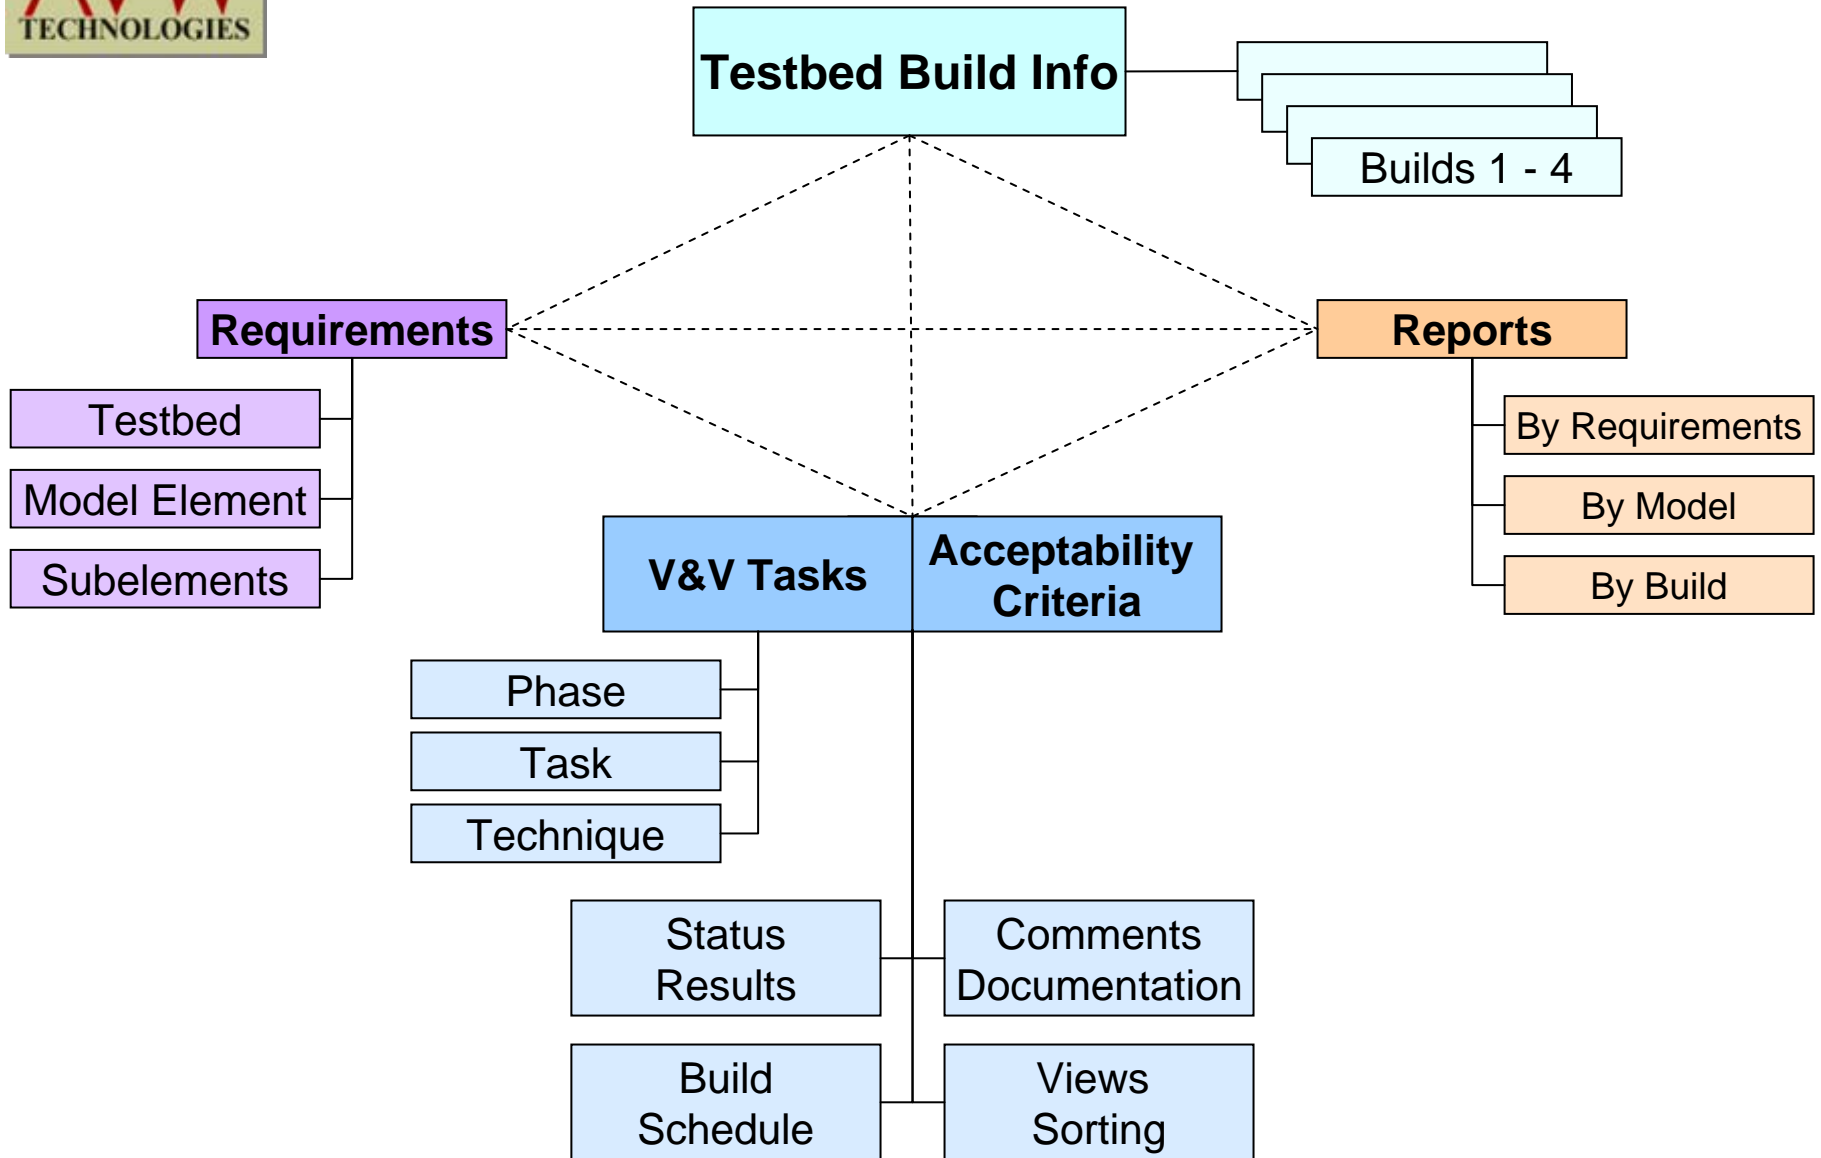 TECHNOLOGIES
Testbed Build Info
Builds 1 - 4
Requirements
Reports
Testbed
Model Element
Subelements
By Requirements
By Model
By Build
V&V Tasks
Acceptability
Criteria
Phase
Task
Technique
Status
Results
Comments
Documentation
Build
Schedule
Views
Sorting